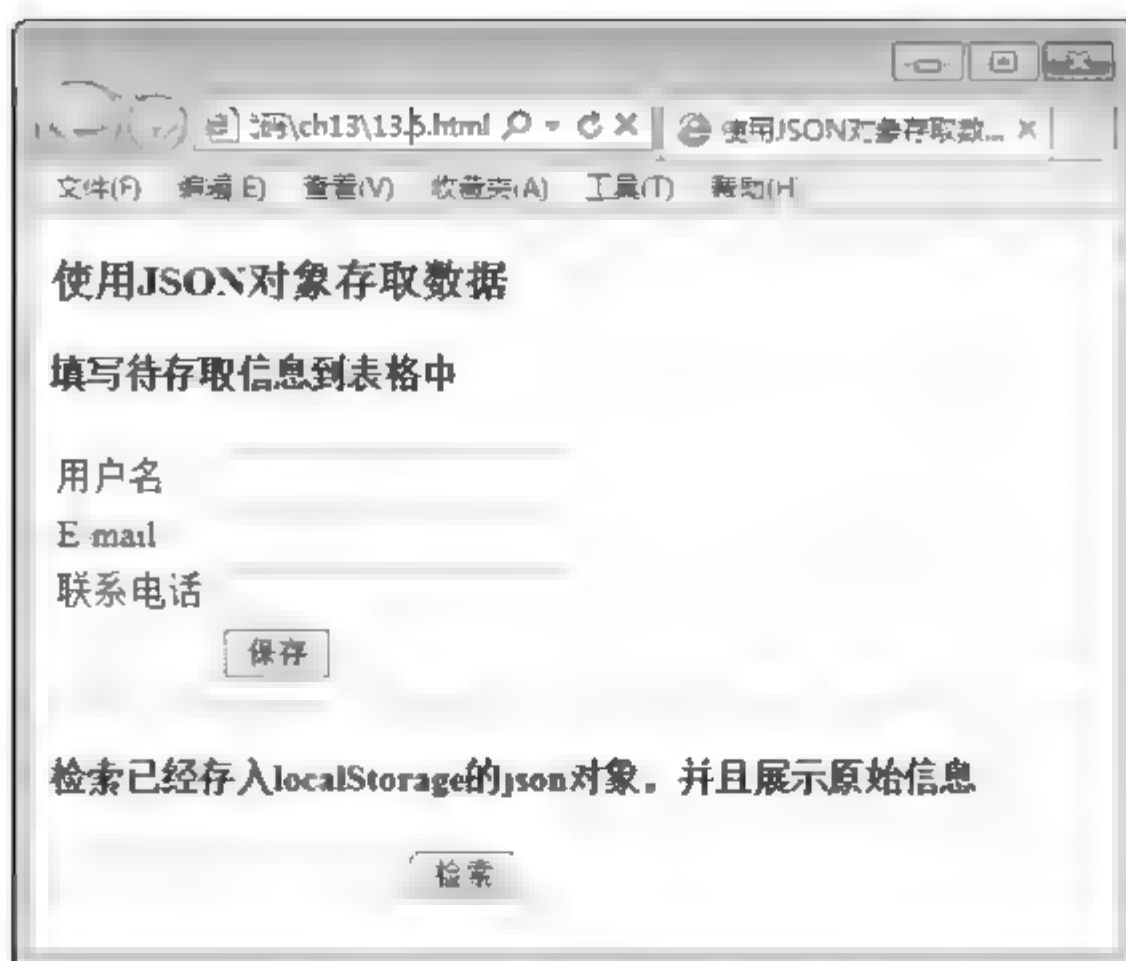 源码\ch13\13.5.html 使用JSON对象存取数...
文件(F) 编辑(E) 查看(V) 收藏夹(A) 工具(T) 帮助(H)
使用JSON对象存取数据
填写待存取信息到表格中
用户名
E mail
联系电话
保存
检索已经存入localStorage的json对象。并且展示原始信息
检索